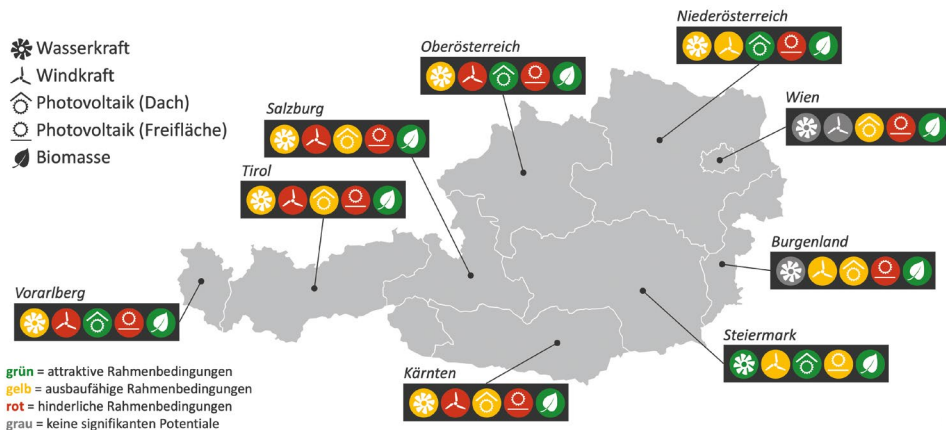 Wasserkraft
Windkraft
Photovoltaik (Dach)
Photovoltaik (Freifläche)
Biomasse
Niederösterreich
Oberösterreich
Wien
Salzburg
Tirol
Burgenland
Vorarlberg
Steiermark
Kärnten
grün = attraktive Rahmenbedingungen
gelb = ausbaufähige Rahmenbedingungen
rot = hinderliche Rahmenbedingungen
grau = keine signifikanten Potentiale